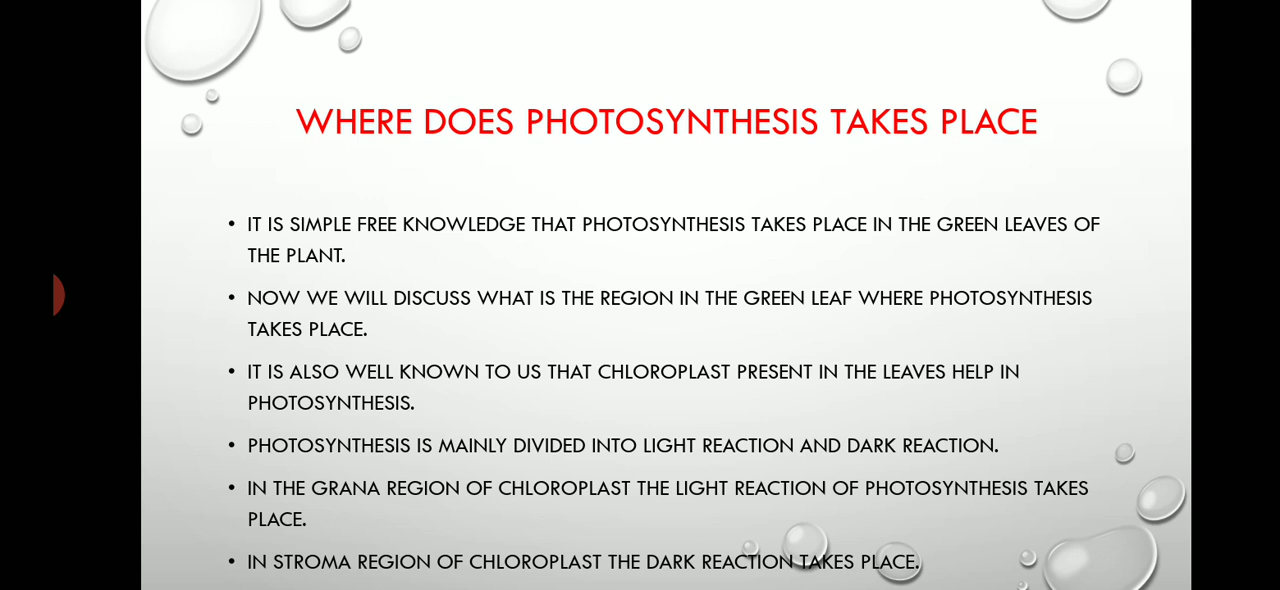 WHERE DOES PHOTOSYNTHESIS TAKES PLACE
• IT IS SIMPLE FREE KNOWLEDGE THAT PHOTOSYNTHESIS TAKES PLACE IN THE GREEN LEAVES OF
THE PLANT.
• NOW WE WILL DISCUSS WHAT IS THE REGION IN THE GREEN LEAF WHERE PHOTOSYNTHESIS
TAKES PLACE.
• IT IS ALSO WELL KNOWN TO US THAT CHLOROPLAST PRESENT IN THE LEAVES HELP IN
PHOTOSYNTHESIS.
• PHOTOSYNTHESIS IS MAINLY DIVIDED INTO LIGHT REACTION AND DARK REACTION.
• IN THE GRANA REGION OF CHLOROPLAST THE LIGHT REACTION OF PHOTOSYNTHESIS TAKES
PLACE.
• IN STROMA REGION OF CHLOROPLAST THE DARK REACTION TAKES PLACE.